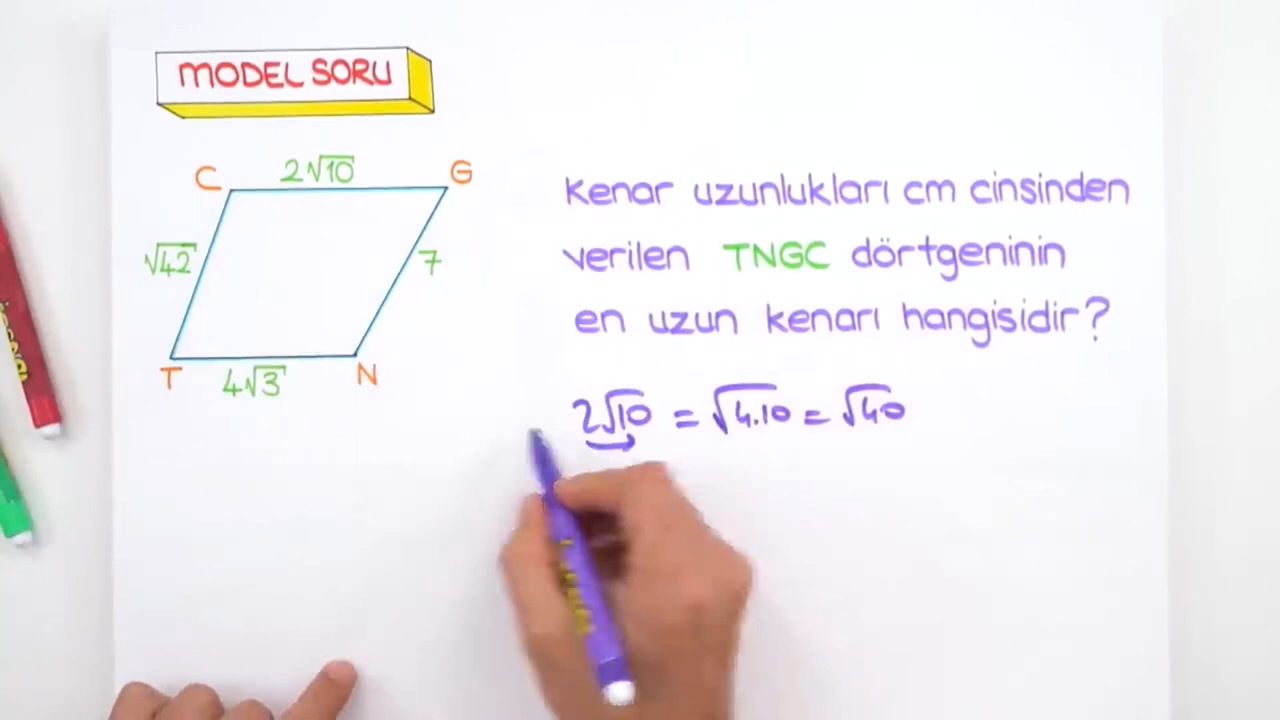 MODEL SORU
C 2√10 G
√42 7
T 4√3 N
Kenar uzunlukları cm cinsinden
verilen TNGC dörtgeninin
en uzun kenarı hangisidir?
2√10 = √4.10 = √40